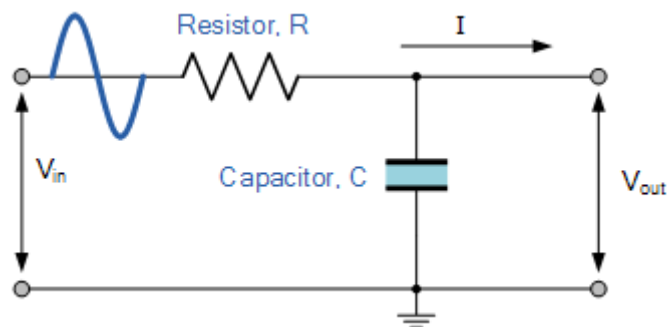 Resistor, R
I
Vin
Capacitor, C
Vout